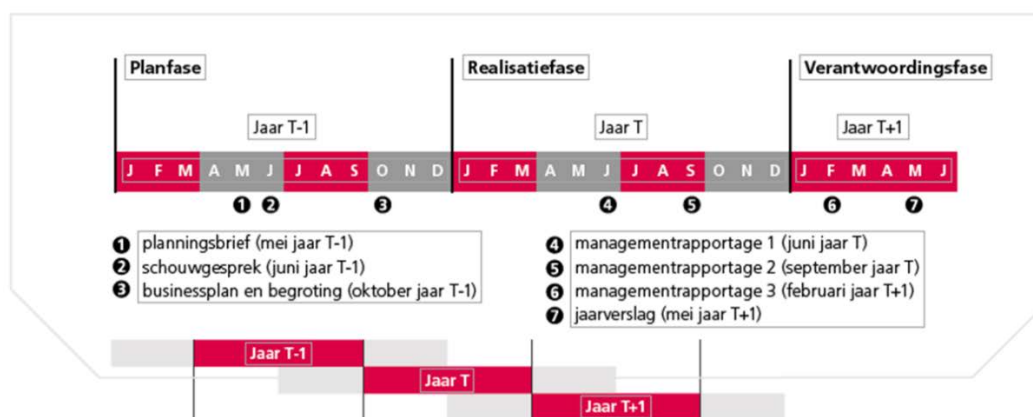 Planfase
Realisatiefase
Verantwoordingsfase
Jaar T-1
Jaar T
Jaar T+1
J F M A M J J A S O N D J F M A M J J A S O N D J F M A M J
1 2 3 4 5 6 7
1 planningsbrief (mei jaar T-1)
2 schouwgesprek (juni jaar T-1)
3 businessplan en begroting (oktober jaar T-1)
4 managementrapportage 1 (juni jaar T)
5 managementrapportage 2 (september jaar T)
6 managementrapportage 3 (februari jaar T+1)
7 jaarverslag (mei jaar T+1)
Jaar T-1
Jaar T
Jaar T+1